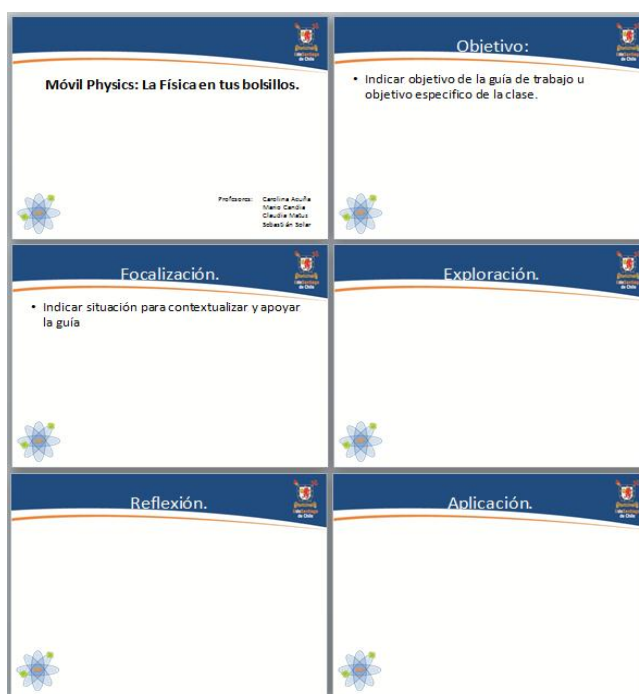 Móvil Physics: La Física en tus bolsillos.
Profesores: Carolina Acuña
Mario Candia
Claudia Matus
Sebastián Solar
Objetivo:
• Indicar objetivo de la guía de trabajo u
objetivo especifico de la clase.
Focalización.
• Indicar situación para contextualizar y apoyar
la guía
Exploración.
Reflexión.
Aplicación.